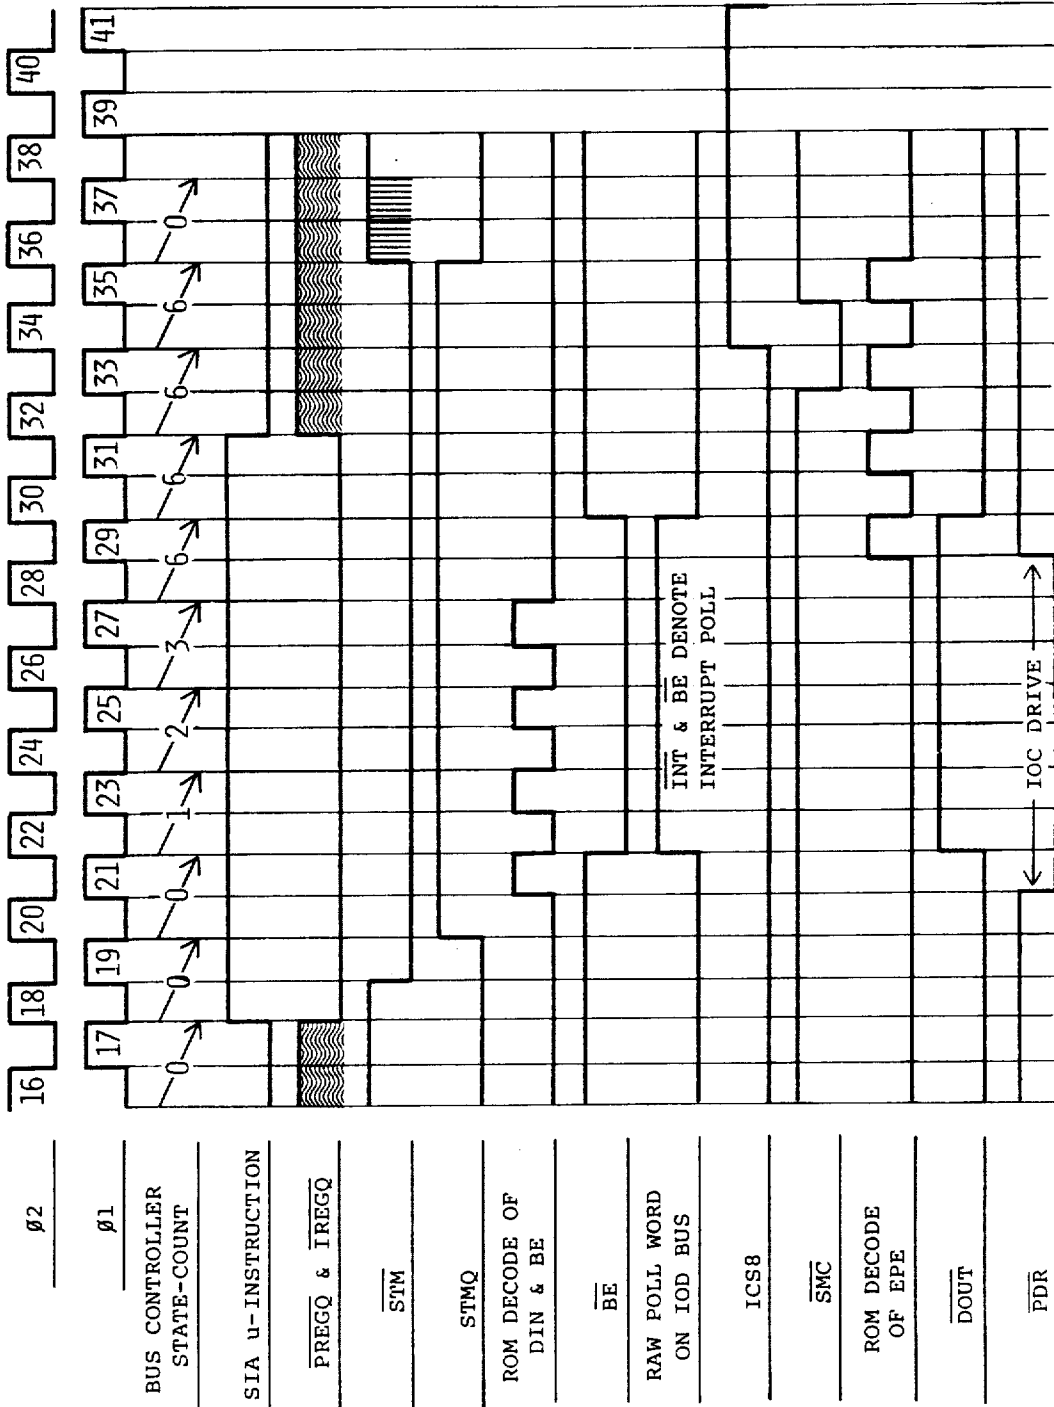 ø2
16 18 20 22 24 26 28 30 32 34 36 38 40
ø1
17 19 21 23 25 27 29 31 33 35 37 39 41
BUS CONTROLLER
STATE-COUNT
0 0 0 1 2 3 6 6 6 6 0
SIA u-INSTRUCTION
PREGQ & IREGQ
STM
STMQ
ROM DECODE OF
DIN & BE
BE
RAW POLL WORD
ON IOD BUS
INT & BE DENOTE
INTERRUPT POLL
ICS8
SMC
ROM DECODE
OF EPE
DOUT
PDR
IOC DRIVE